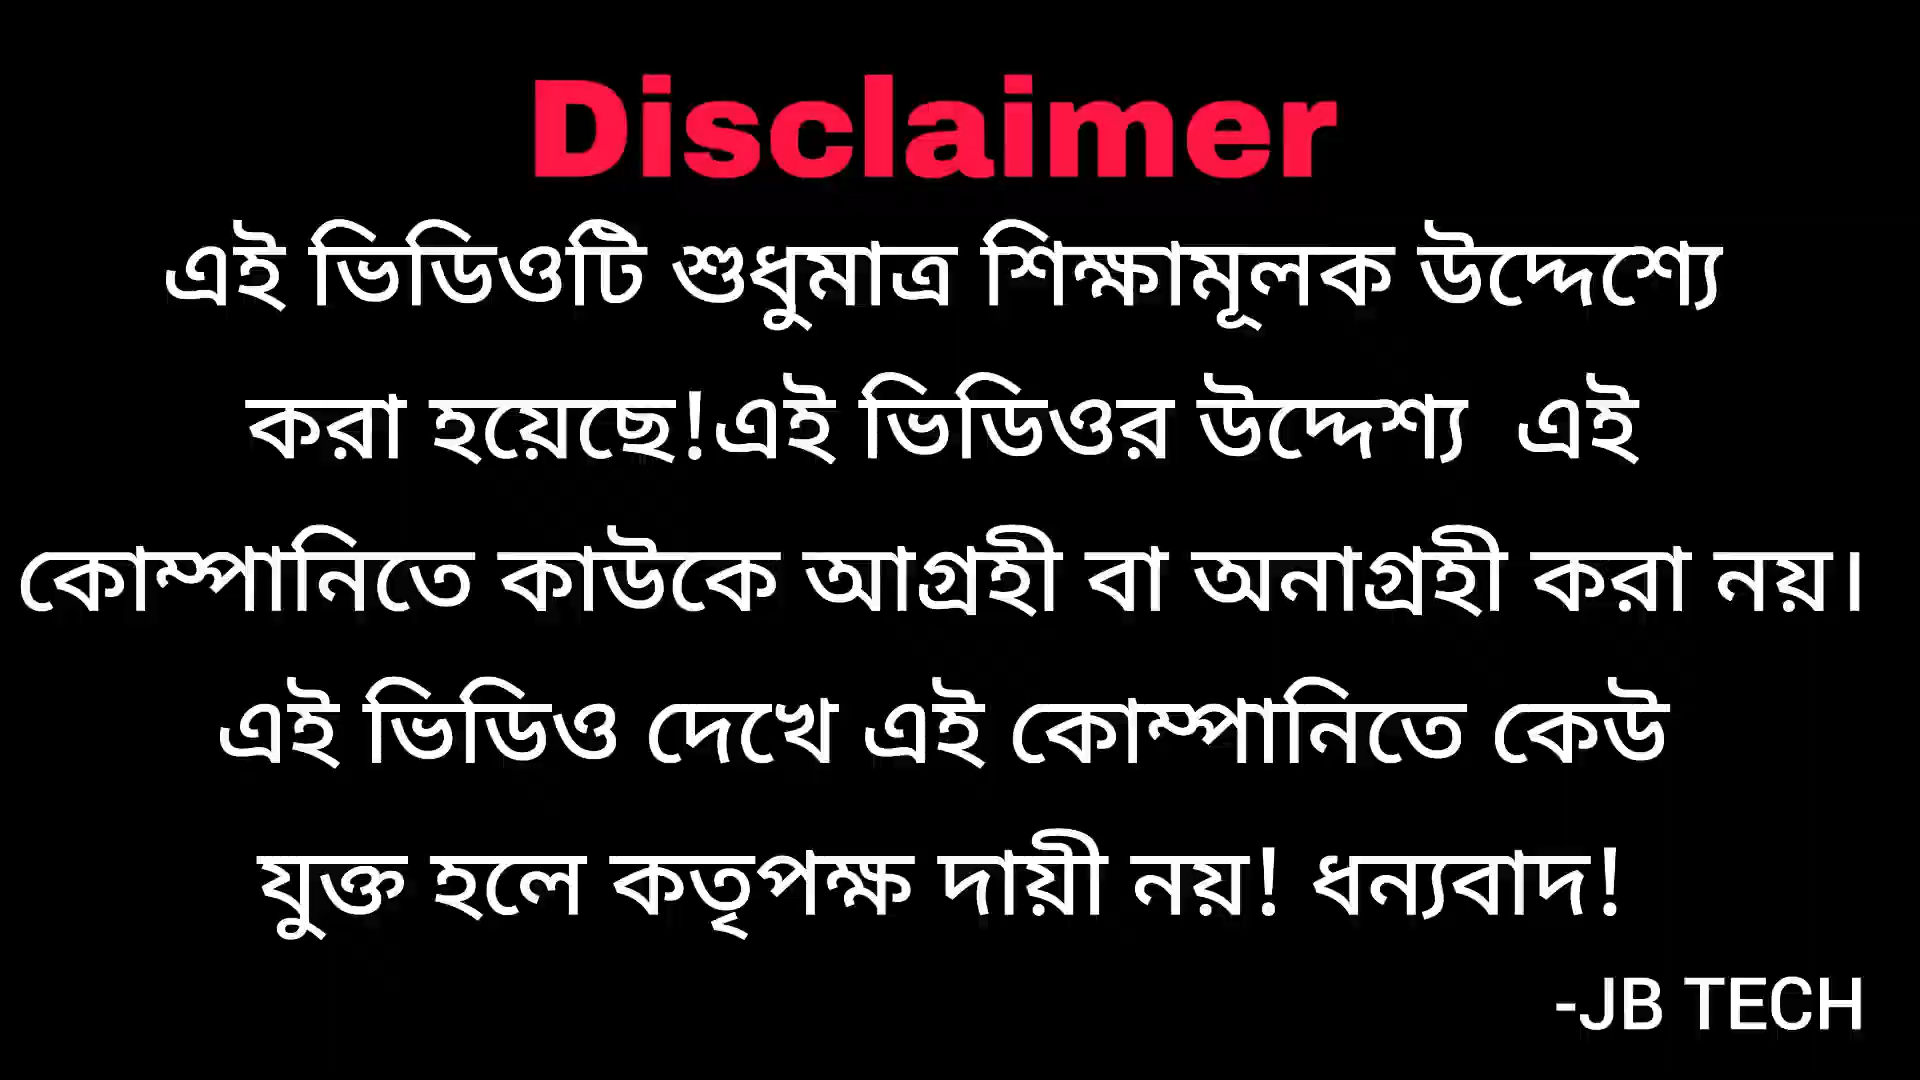 Disclaimer
এই ভিডিওটি শুধুমাত্র শিক্ষামূলক উদ্দেশ্যে
করা হয়েছে!এই ভিডিওর উদ্দেশ্য  এই
কোম্পানিতে কাউকে আগ্রহী বা অনাগ্রহী করা নয়।
এই ভিডিও দেখে এই কোম্পানিতে কেউ
যুক্ত হলে কতৃপক্ষ দায়ী নয়! ধন্যবাদ!
-JB TECH